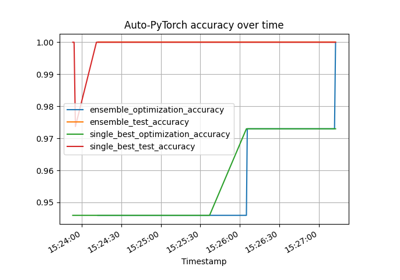 Auto-PyTorch accuracy over time
1.00
0.99
0.98
0.97
0.96
0.95
ensemble_optimization_accuracy
ensemble_test_accuracy
single_best_optimization_accuracy
single_best_test_accuracy
15:24:00
15:24:30
15:25:00
15:25:30
15:26:00
15:26:30
15:27:00
Timestamp